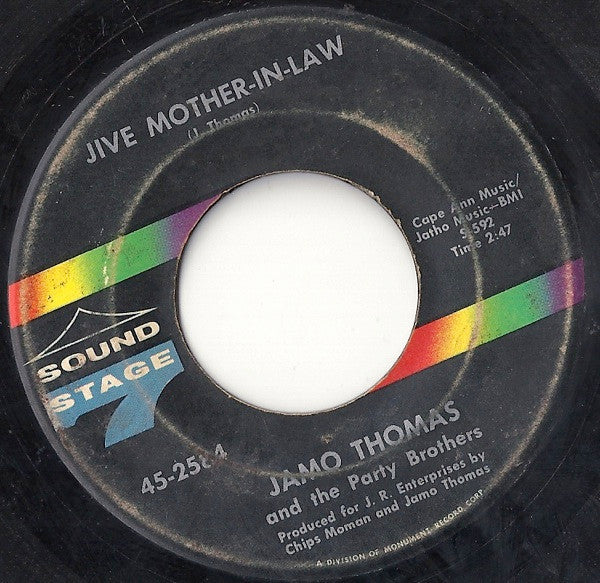 JIVE MOTHER-IN-LAW
(J. Thomas)
Cape Ann Music/
Jatho Music-BMI
S-592
Time 2:47
SOUND
STAGE
7
45-2584
JAMO THOMAS
and the Party Brothers
Produced for J. R. Enterprises by
Chips Moman and Jamo Thomas
A DIVISION OF MONUMENT RECORD CORP.